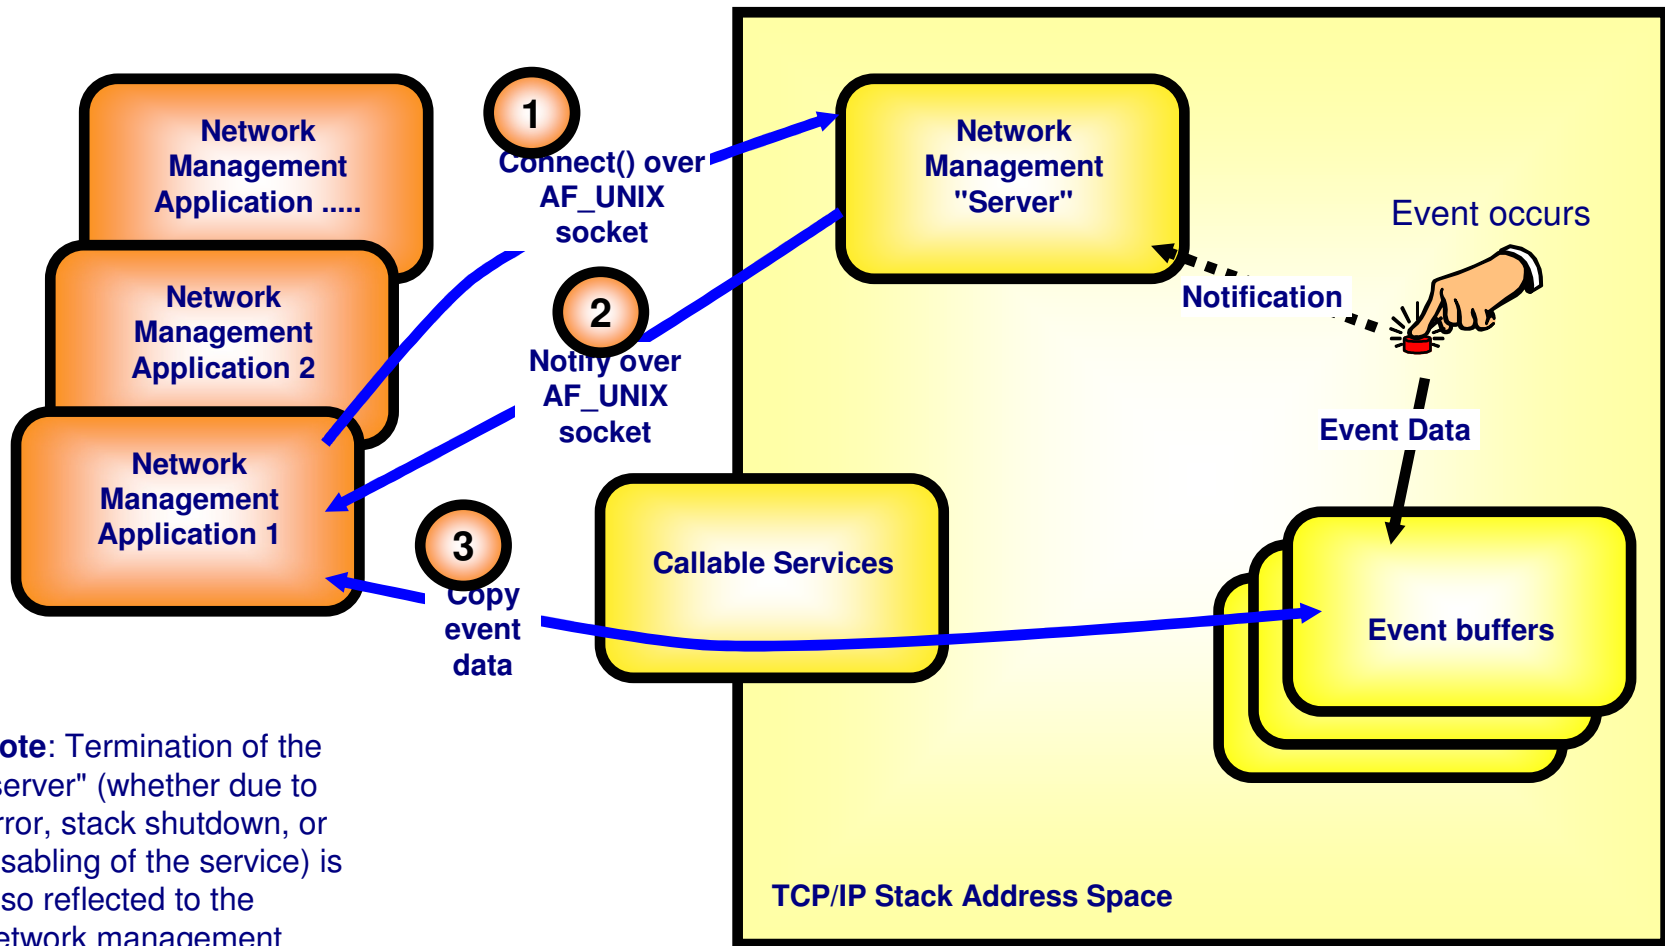 Network
Management
Application .....
Network
Management
Application 2
Network
Management
Application 1
1
Connect() over
AF_UNIX
socket
2
Notify over
AF_UNIX
socket
3
Copy
event
data
Network
Management
"Server"
Event occurs
Notification
Event Data
Callable Services
Event buffers
TCP/IP Stack Address Space
ote: Termination of the
server" (whether due to
rror, stack shutdown, or
sabling of the service) is
so reflected to the
etwork management